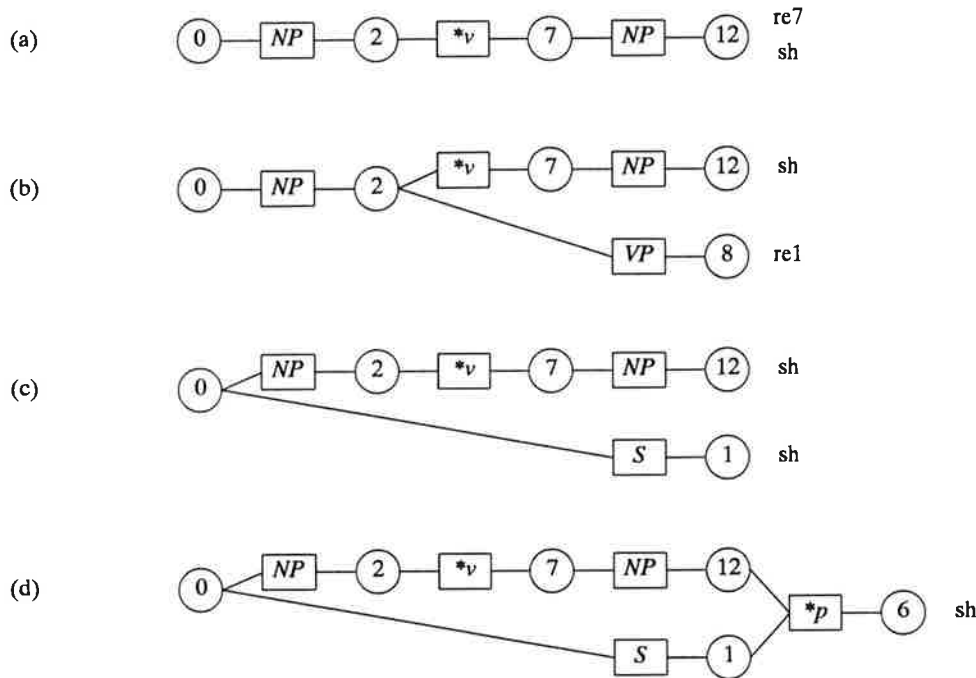 re7
(a) 0 NP 2 *v 7 NP 12
sh
(b) 0 NP 2 *v 7 NP 12 sh
VP 8 re1
(c) 0 NP 2 *v 7 NP 12 sh
S 1 sh
(d) 0 NP 2 *v 7 NP 12
*p 6 sh
S 1